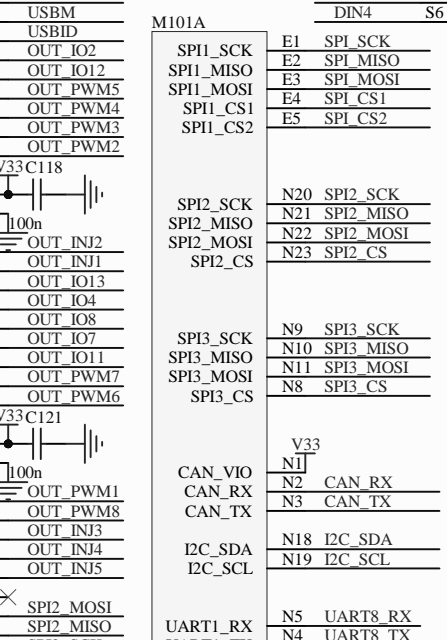 USBM
USBID
OUT_IO2
OUT_IO12
OUT_PWM5
OUT_PWM4
OUT_PWM3
OUT_PWM2
V33 C118
100n
OUT_INJ2
OUT_INJ1
OUT_IO13
OUT_IO4
OUT_IO8
OUT_IO7
OUT_IO11
OUT_PWM7
OUT_PWM6
V33 C121
100n
OUT_PWM1
OUT_PWM8
OUT_INJ3
OUT_INJ4
OUT_INJ5
SPI2_MOSI
SPI2_MISO
DIN4 S6
M101A
SPI1_SCK E1 SPI_SCK
SPI1_MISO E2 SPI_MISO
SPI1_MOSI E3 SPI_MOSI
SPI1_CS1 E4 SPI_CS1
SPI1_CS2 E5 SPI_CS2
SPI2_SCK N20 SPI2_SCK
SPI2_MISO N21 SPI2_MISO
SPI2_MOSI N22 SPI2_MOSI
SPI2_CS N23 SPI2_CS
SPI3_SCK N9 SPI3_SCK
SPI3_MISO N10 SPI3_MISO
SPI3_MOSI N11 SPI3_MOSI
SPI3_CS N8 SPI3_CS
V33
CAN_VIO N1
CAN_RX N2 CAN_RX
CAN_TX N3 CAN_TX
I2C_SDA N18 I2C_SDA
I2C_SCL N19 I2C_SCL
UART1_RX N5 UART8_RX
N4 UART8_TX